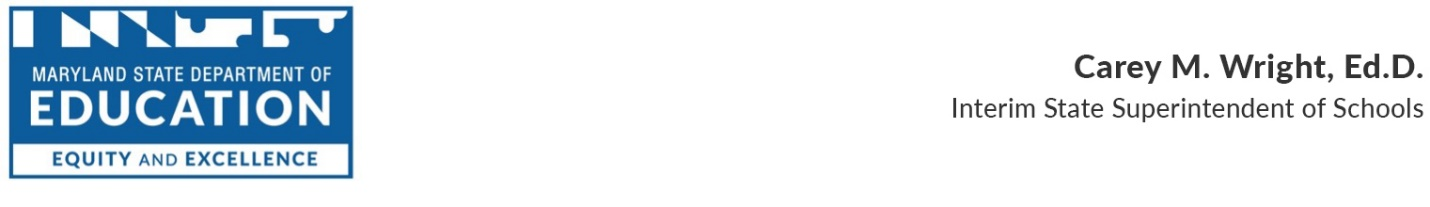 MARYLAND STATE DEPARTMENT OF
EDUCATION
EQUITY AND EXCELLENCE
Carey M. Wright, Ed.D.
Interim State Superintendent of Schools